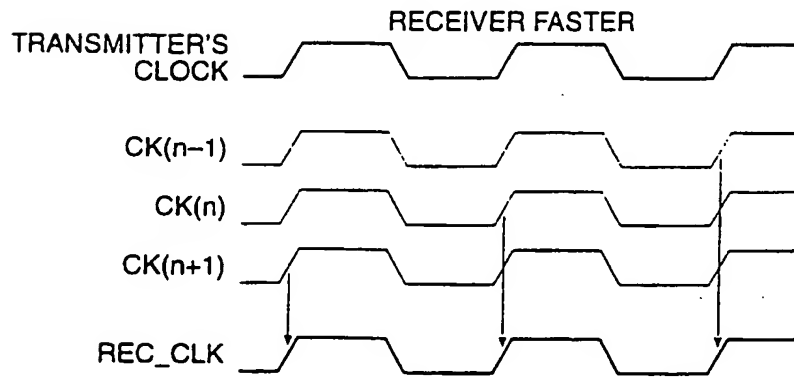 RECEIVER FASTER
TRANSMITTER'S
CLOCK
CK(n–1)
CK(n)
CK(n+1)
REC_CLK